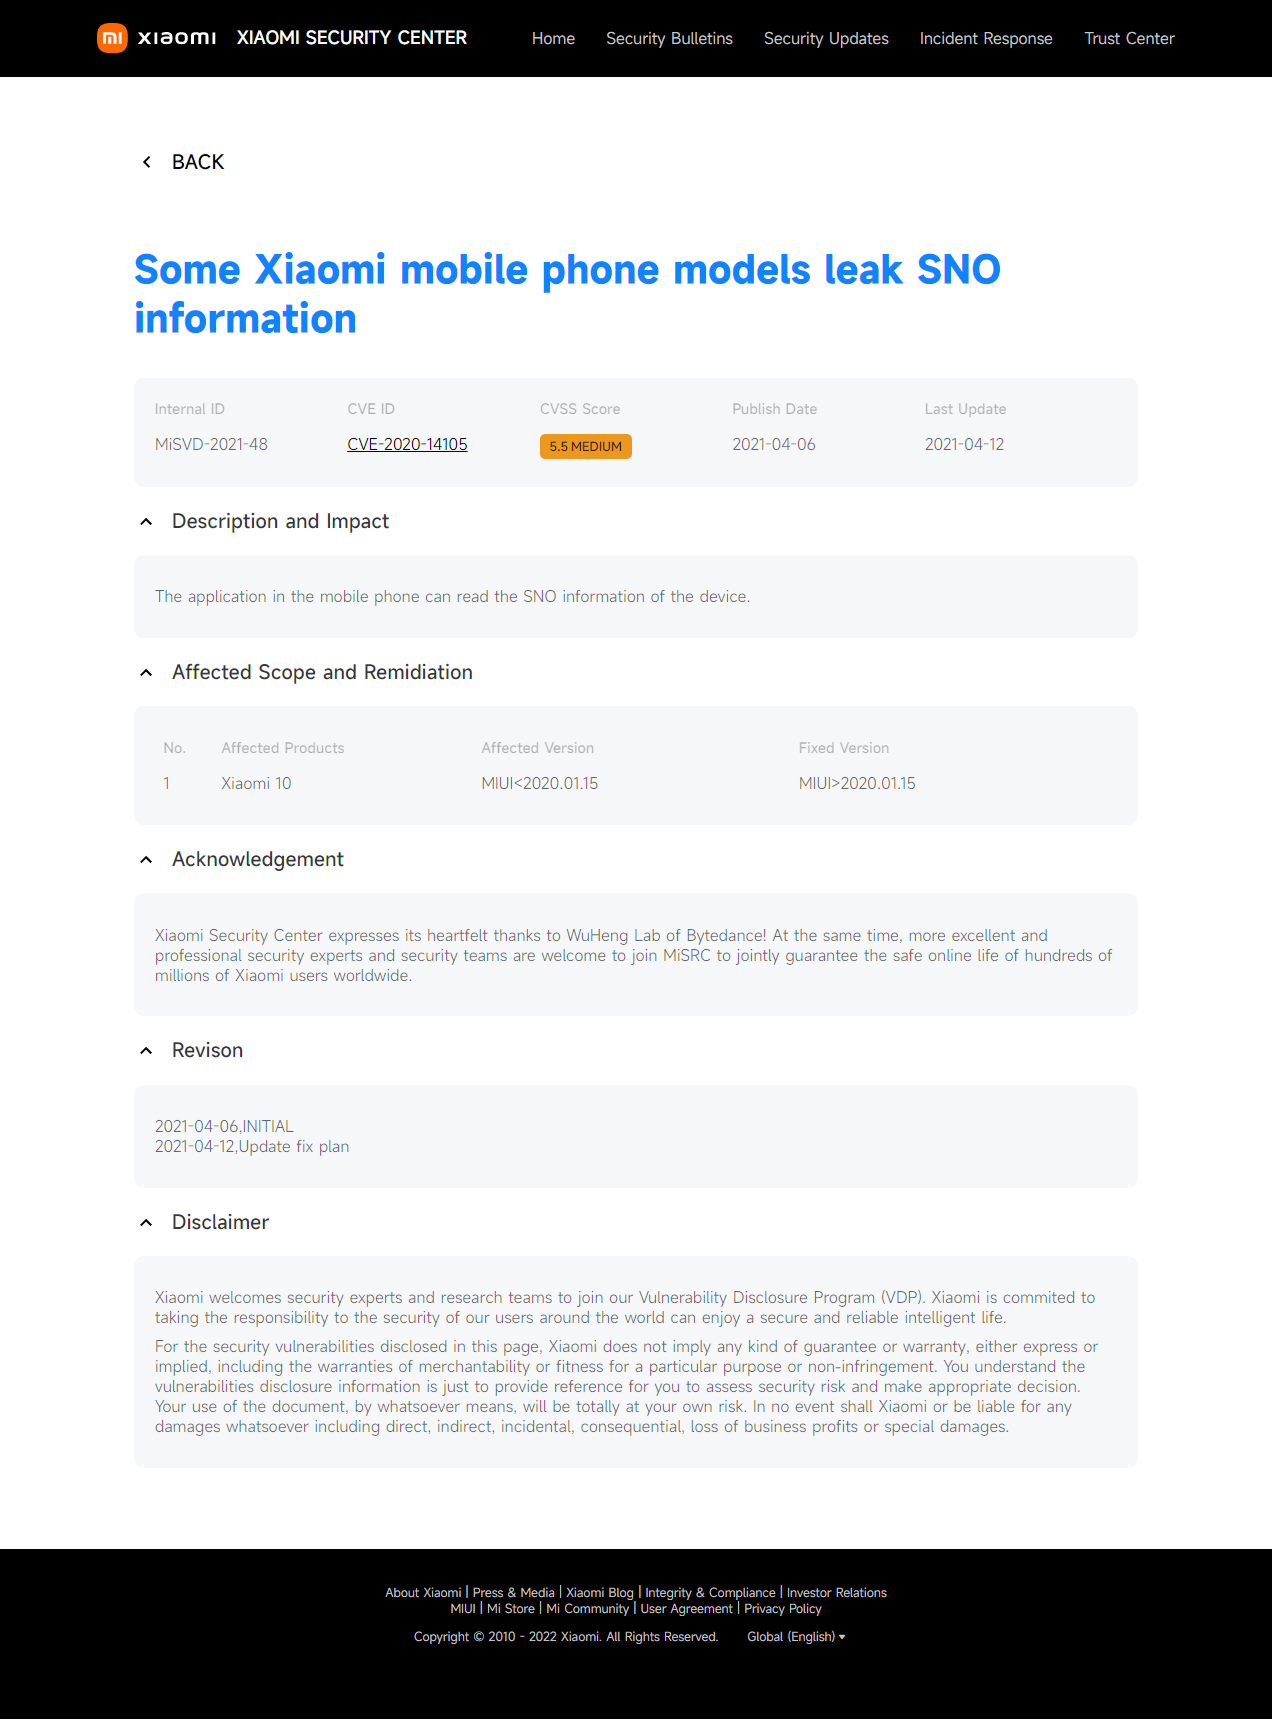 mi xiaomi XIAOMI SECURITY CENTER Home Security Bulletins Security Updates Incident Response Trust Center
BACK
Some Xiaomi mobile phone models leak SNO
information
Internal ID CVE ID CVSS Score Publish Date Last Update
MiSVD-2021-48 CVE-2020-14105 5.5 MEDIUM 2021-04-06 2021-04-12
Description and Impact
The application in the mobile phone can read the SNO information of the device.
Affected Scope and Remidiation
No. Affected Products Affected Version Fixed Version
1 Xiaomi 10 MIUI<2020.01.15 MIUI>2020.01.15
Acknowledgement
Xiaomi Security Center expresses its heartfelt thanks to WuHeng Lab of Bytedance! At the same time, more excellent and
professional security experts and security teams are welcome to join MiSRC to jointly guarantee the safe online life of hundreds of
millions of Xiaomi users worldwide.
Revison
2021-04-06,INITIAL
2021-04-12,Update fix plan
Disclaimer
Xiaomi welcomes security experts and research teams to join our Vulnerability Disclosure Program (VDP). Xiaomi is commited to
taking the responsibility to the security of our users around the world can enjoy a secure and reliable intelligent life.
For the security vulnerabilities disclosed in this page, Xiaomi does not imply any kind of guarantee or warranty, either express or
implied, including the warranties of merchantability or fitness for a particular purpose or non-infringement. You understand the
vulnerabilities disclosure information is just to provide reference for you to assess security risk and make appropriate decision.
Your use of the document, by whatsoever means, will be totally at your own risk. In no event shall Xiaomi or be liable for any
damages whatsoever including direct, indirect, incidental, consequential, loss of business profits or special damages.
About Xiaomi | Press & Media | Xiaomi Blog | Integrity & Compliance | Investor Relations
MIUI | Mi Store | Mi Community | User Agreement | Privacy Policy
Copyright © 2010 - 2022 Xiaomi. All Rights Reserved. Global (English)